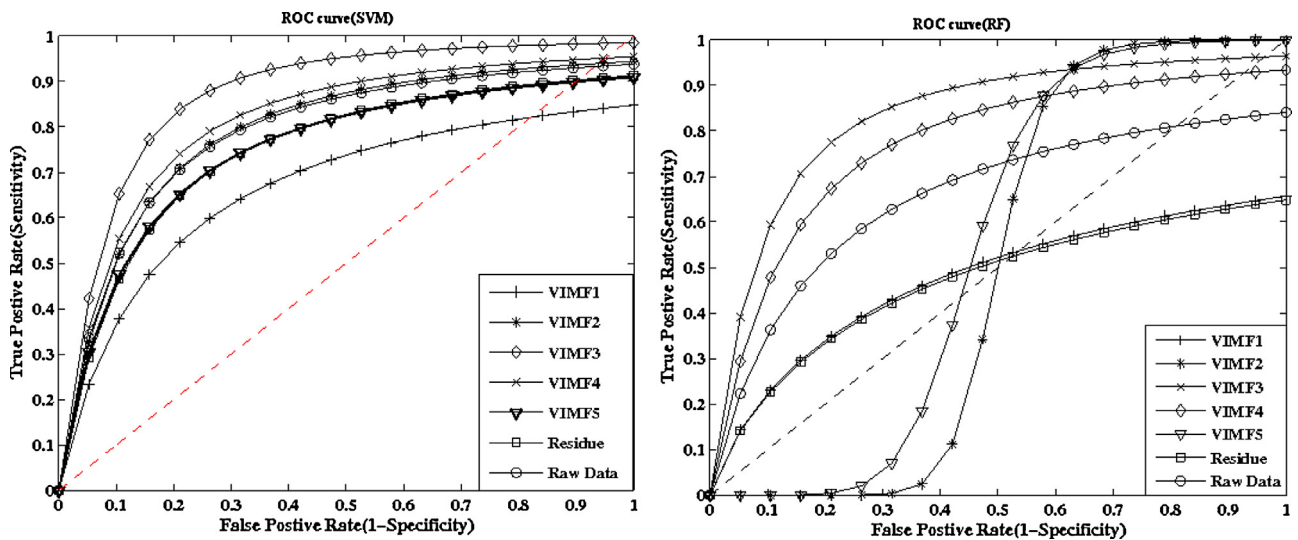 ROC curve(SVM)
True Postive Rate(Sensitivity)
1
0.9
0.8
0.7
0.6
0.5
0.4
0.3
0.2
0.1
0
0 0.1 0.2 0.3 0.4 0.5 0.6 0.7 0.8 0.9 1
False Postive Rate(1-Specificity)
VIMF1
VIMF2
VIMF3
VIMF4
VIMF5
Residue
Raw Data
ROC curve(RF)
True Postive Rate(Sensitivity)
1
0.9
0.8
0.7
0.6
0.5
0.4
0.3
0.2
0.1
0
0 0.1 0.2 0.3 0.4 0.5 0.6 0.7 0.8 0.9 1
False Postive Rate(1-Specificity)
VIMF1
VIMF2
VIMF3
VIMF4
VIMF5
Residue
Raw Data